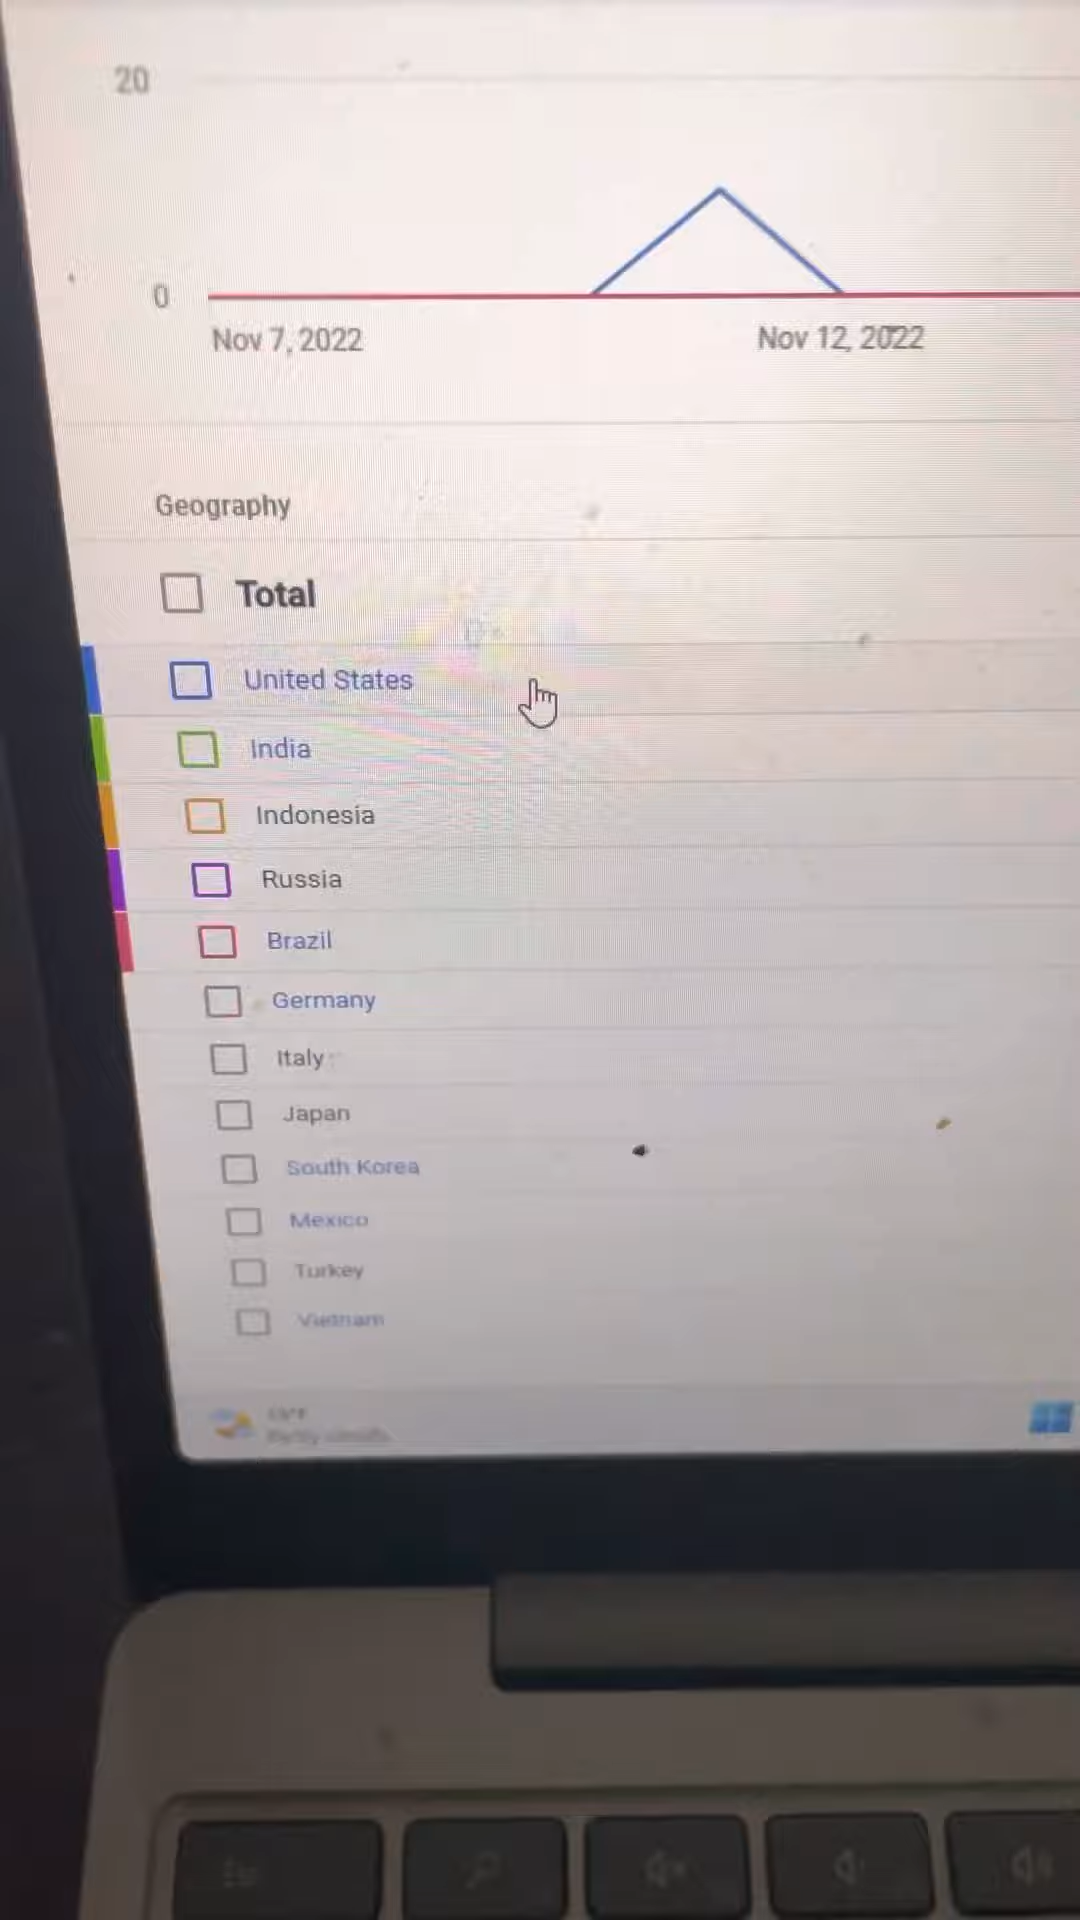 20
0
Nov 7, 2022
Nov 12, 2022
Geography
Total
United States
India
Indonesia
Russia
Brazil
Germany
Italy
Japan
South Korea
Mexico
Turkey
Vietnam
Esc